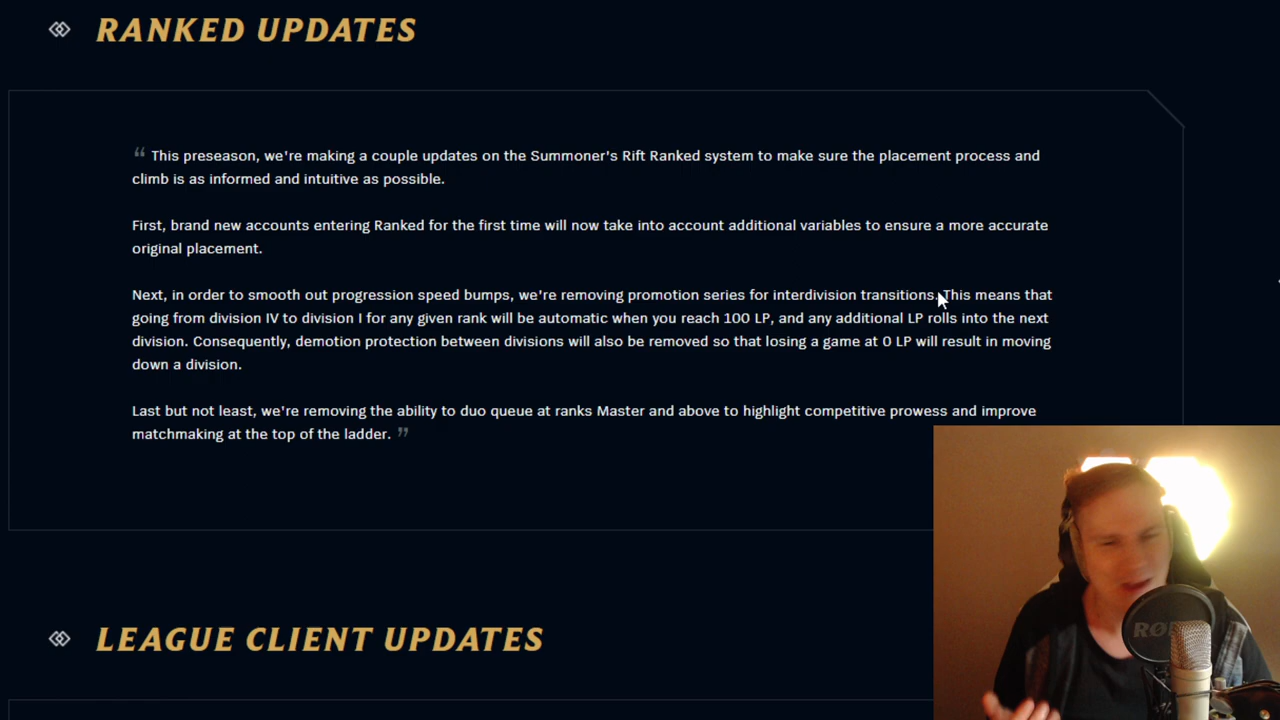 RANKED UPDATES
“ This preseason, we're making a couple updates on the Summoner's Rift Ranked system to make sure the placement process and
climb is as informed and intuitive as possible.
First, brand new accounts entering Ranked for the first time will now take into account additional variables to ensure a more accurate
original placement.
Next, in order to smooth out progression speed bumps, we're removing promotion series for interdivision transitions. This means that
going from division IV to division I for any given rank will be automatic when you reach 100 LP, and any additional LP rolls into the next
division. Consequently, demotion protection between divisions will also be removed so that losing a game at 0 LP will result in moving
down a division.
Last but not least, we're removing the ability to duo queue at ranks Master and above to highlight competitive prowess and improve
matchmaking at the top of the ladder. ”
LEAGUE CLIENT UPDATES